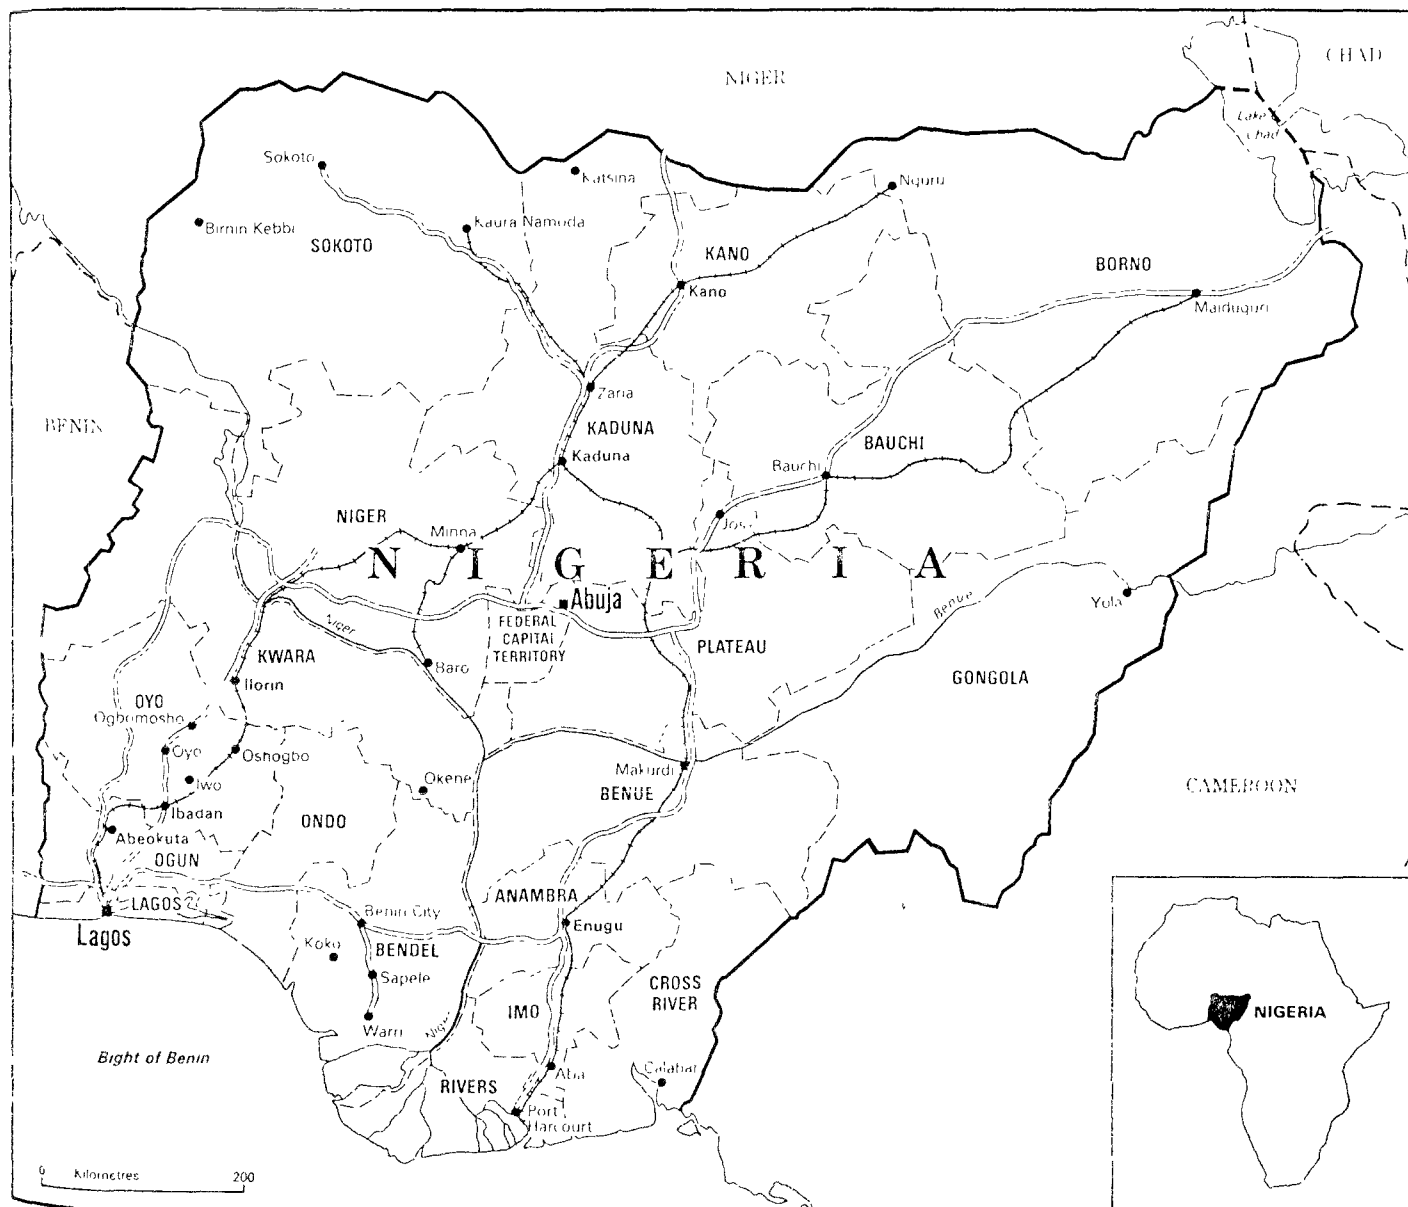 NIGER
CHAD
Lake
Chad
Sokoto
Katsina
Nguru
Birnin Kebbi
Kaura Namoda
SOKOTO
KANO
BORNO
Kano
Maiduguri
BENIN
Zaria
KADUNA
BAUCHI
Kaduna
Bauchi
NIGER
Jos
Minna
NIGERIA
Abuja
Benue
Yola
FEDERAL
CAPITAL
TERRITORY
Niger
KWARA
Baro
PLATEAU
GONGOLA
Ilorin
OYO
Ogbomosho
Oyo
Oshogbo
Iwo
Okene
Makurdi
BENUE
CAMEROON
Ibadan
ONDO
Abeokuta
OGUN
LAGOS
Lagos
ANAMBRA
Benin City
Enugu
Koko
BENDEL
Sapele
CROSS
RIVER
IMO
Warri
NIGERIA
Bight of Benin
Aba
Calabar
RIVERS
Port
Harcourt
0 Kilometres 200